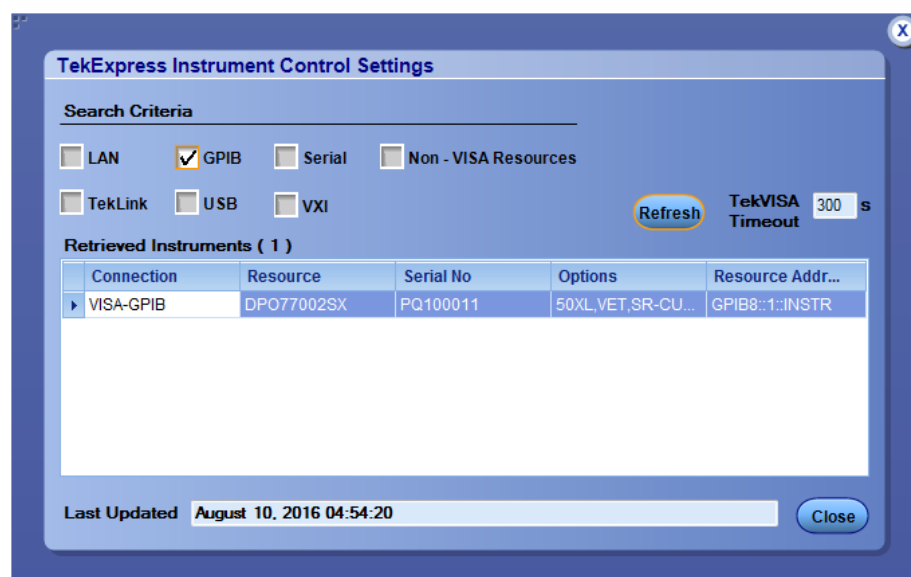 X
TekExpress Instrument Control Settings
Search Criteria
LAN GPIB Serial Non - VISA Resources
TekLink USB VXI
Refresh TekVISA Timeout 300 s
Retrieved Instruments ( 1 )
Connection Resource Serial No Options Resource Addr...
VISA-GPIB DPO77002SX PQ100011 50XL,VET,SR-CU... GPIB8::1::INSTR
Last Updated August 10, 2016 04:54:20 Close